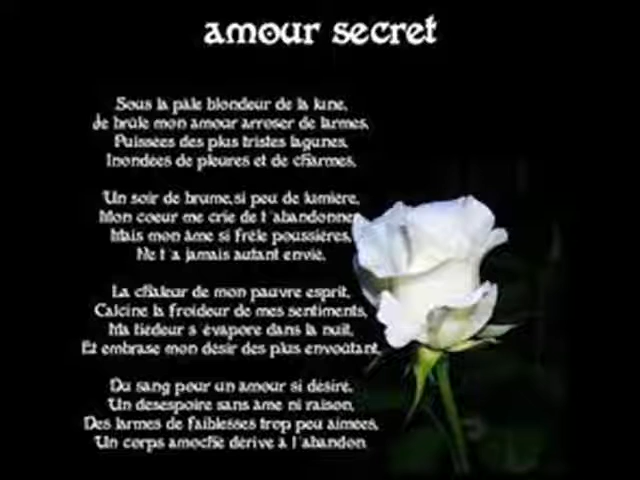 amour secret
Sous la pâle blondeur de la lune,
Je brûle mon amour arroser de larmes,
Puissées des plus tristes lagunes,
Inondées de pleures et de charmes.
Un soir de brume,si peu de lumière,
Mon coeur me crie de t'abandonner
Mais mon âme si frêle poussières,
Ne t'a jamais autant envié.
La chaleur de mon pauvre esprit,
Calcine la froideur de mes sentiments,
Ma tiédeur s'évapore dans la nuit,
Et embrase mon désir des plus envoûtant,
Du sang pour un amour si désiré,
Un desespoire sans âme ni raison,
Des larmes de faiblesses trop peu aimées,
Un corps amoché dérive à l'abandon